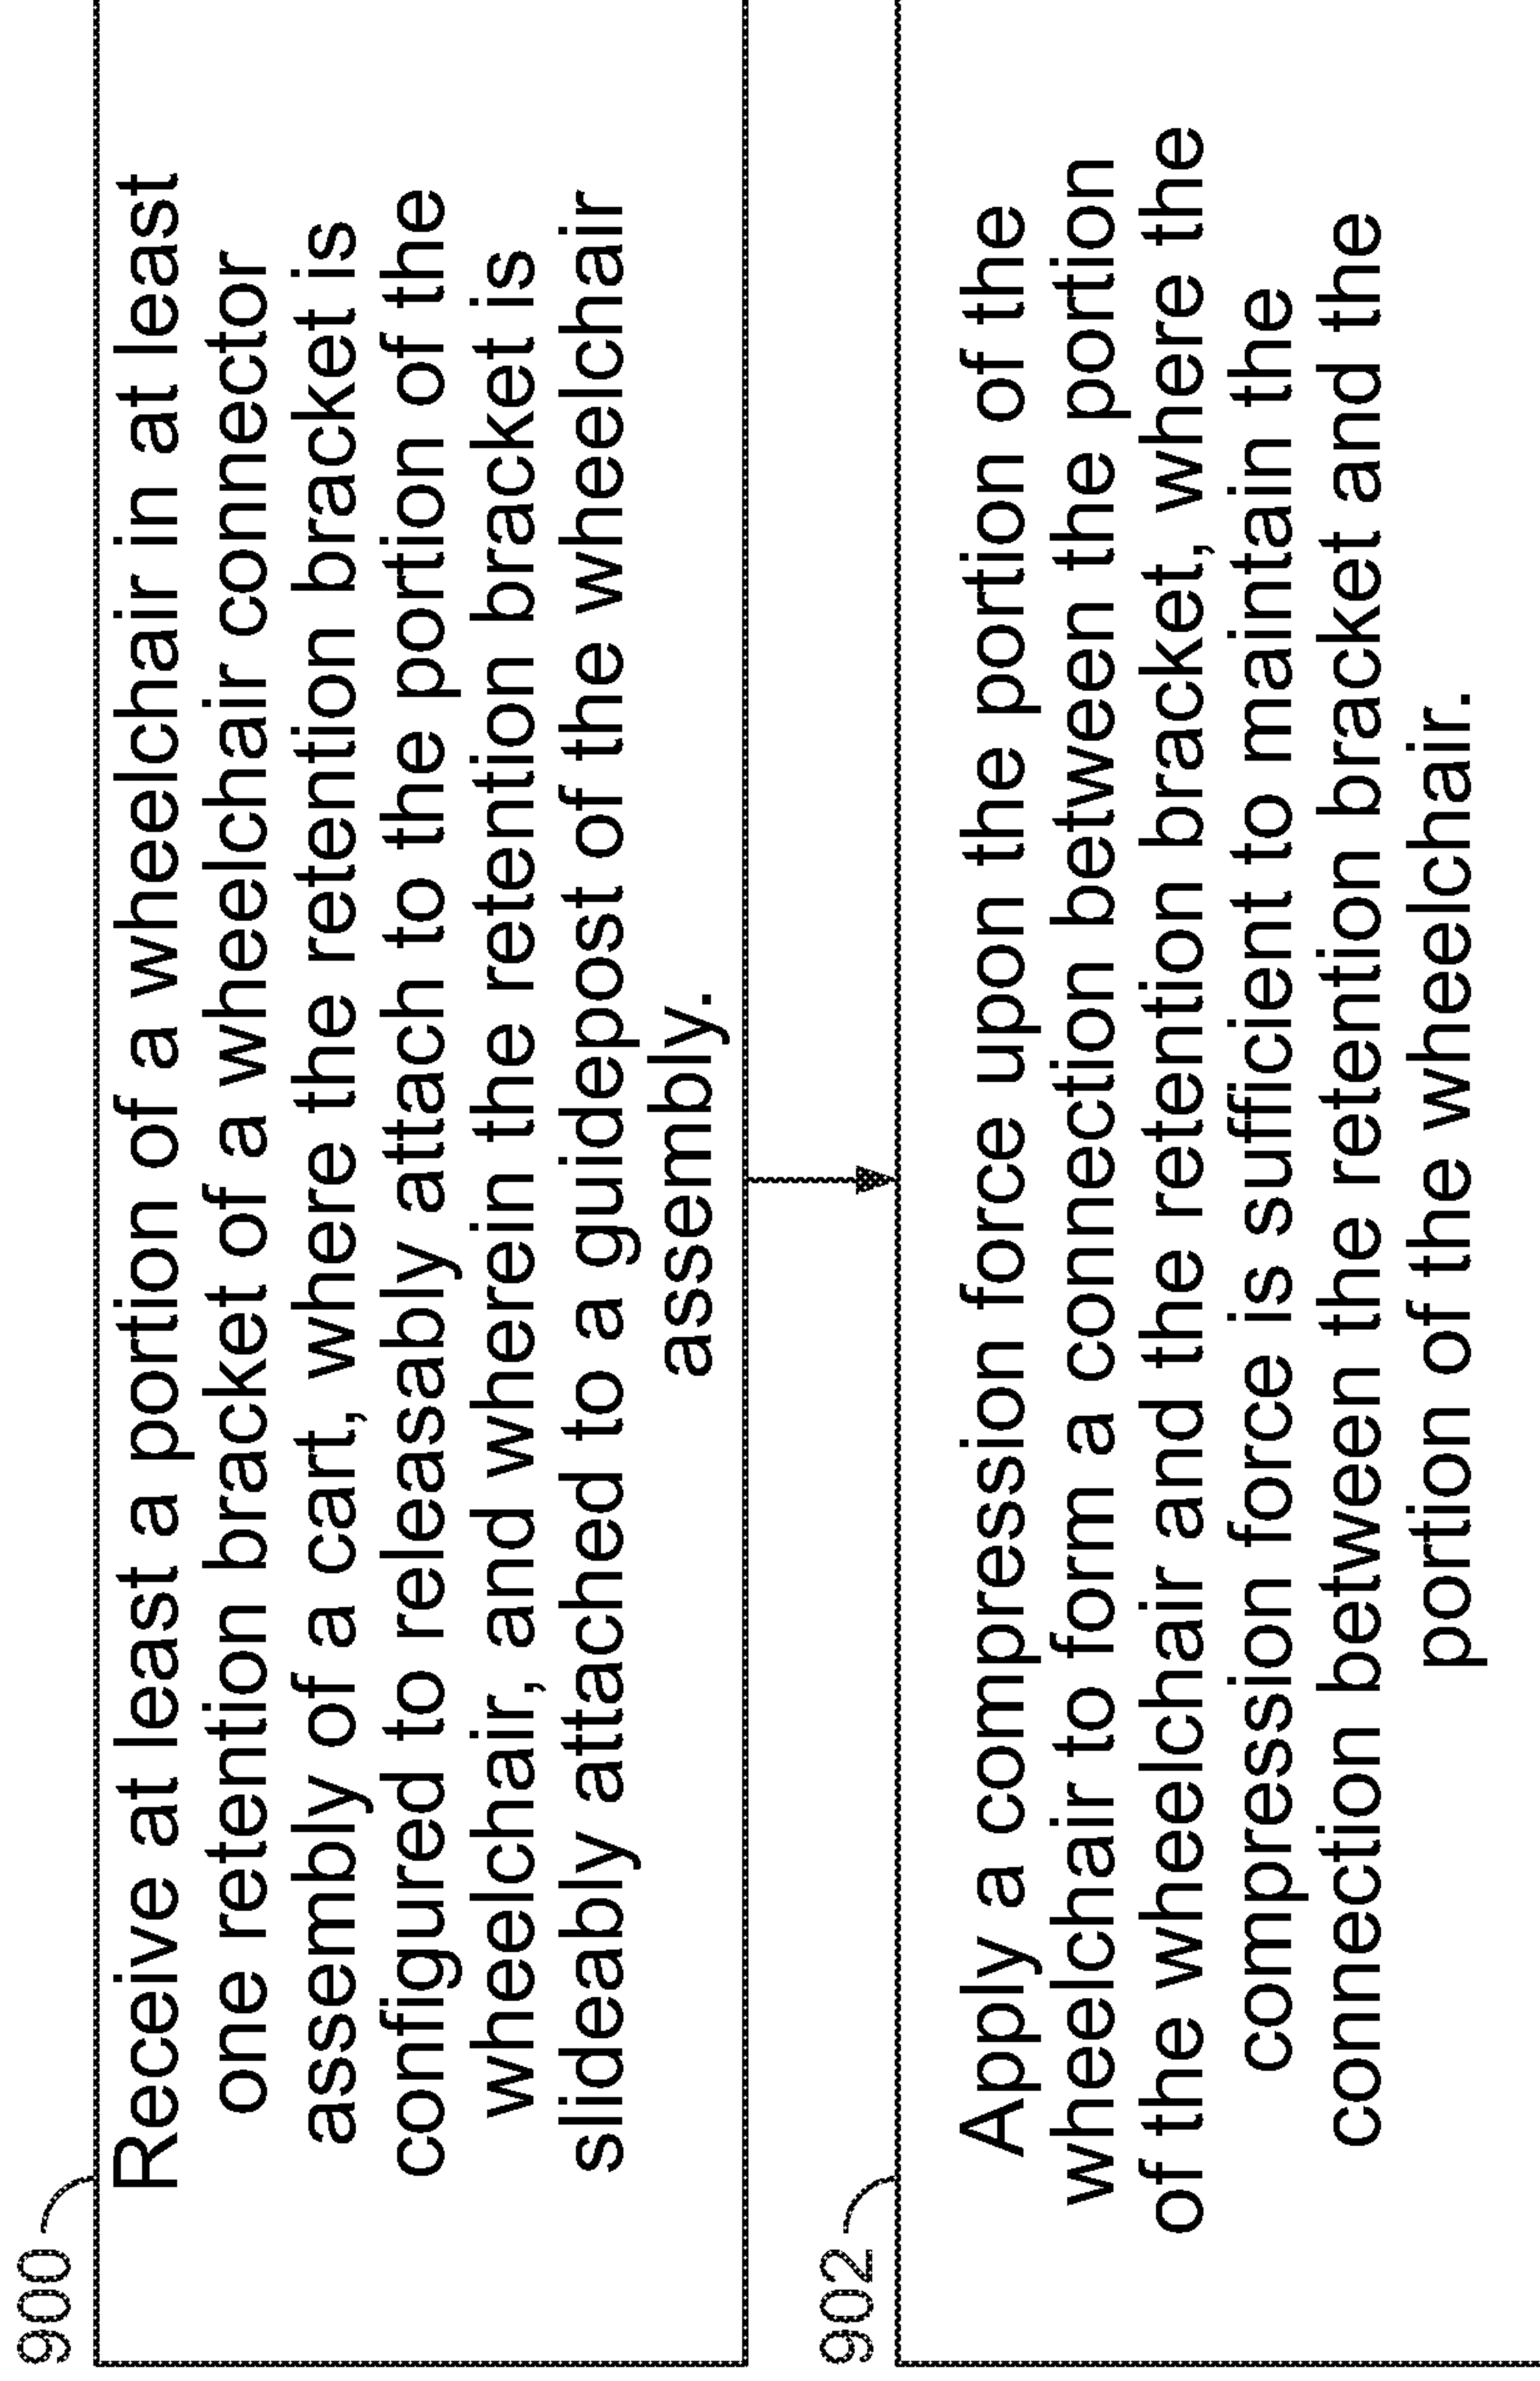 900
Receive at least a portion of a wheelchair in at least
one retention bracket of a wheelchair connector
assembly of a cart, where the retention bracket is
configured to releasably attach to the portion of the
wheelchair, and wherein the retention bracket is
slideably attached to a guidepost of the wheelchair
assembly.
902
Apply a compression force upon the portion of the
wheelchair to form a connection between the portion
of the wheelchair and the retention bracket, where the
compression force is sufficient to maintain the
connection between the retention bracket and the
portion of the wheelchair.